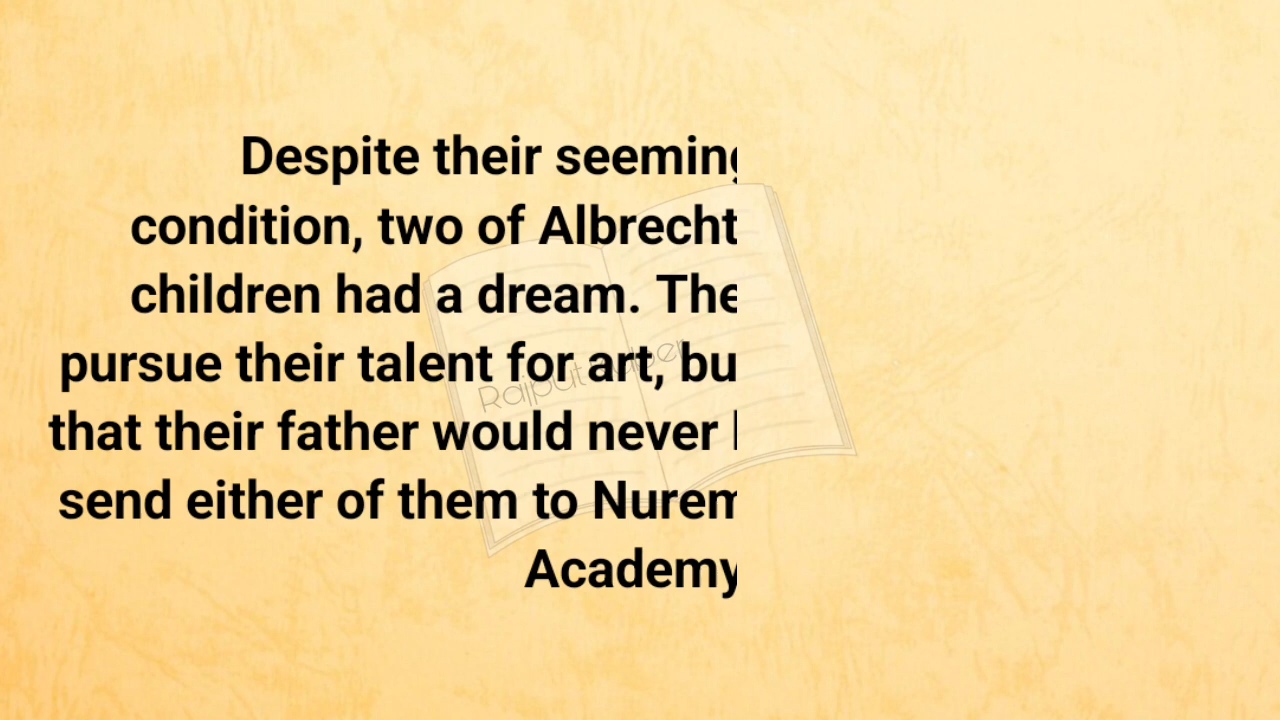 Despite their seeming
condition, two of Albrecht
children had a dream. The
pursue their talent for art, bu
that their father would never
send either of them to Nurem
Academy
Rajput